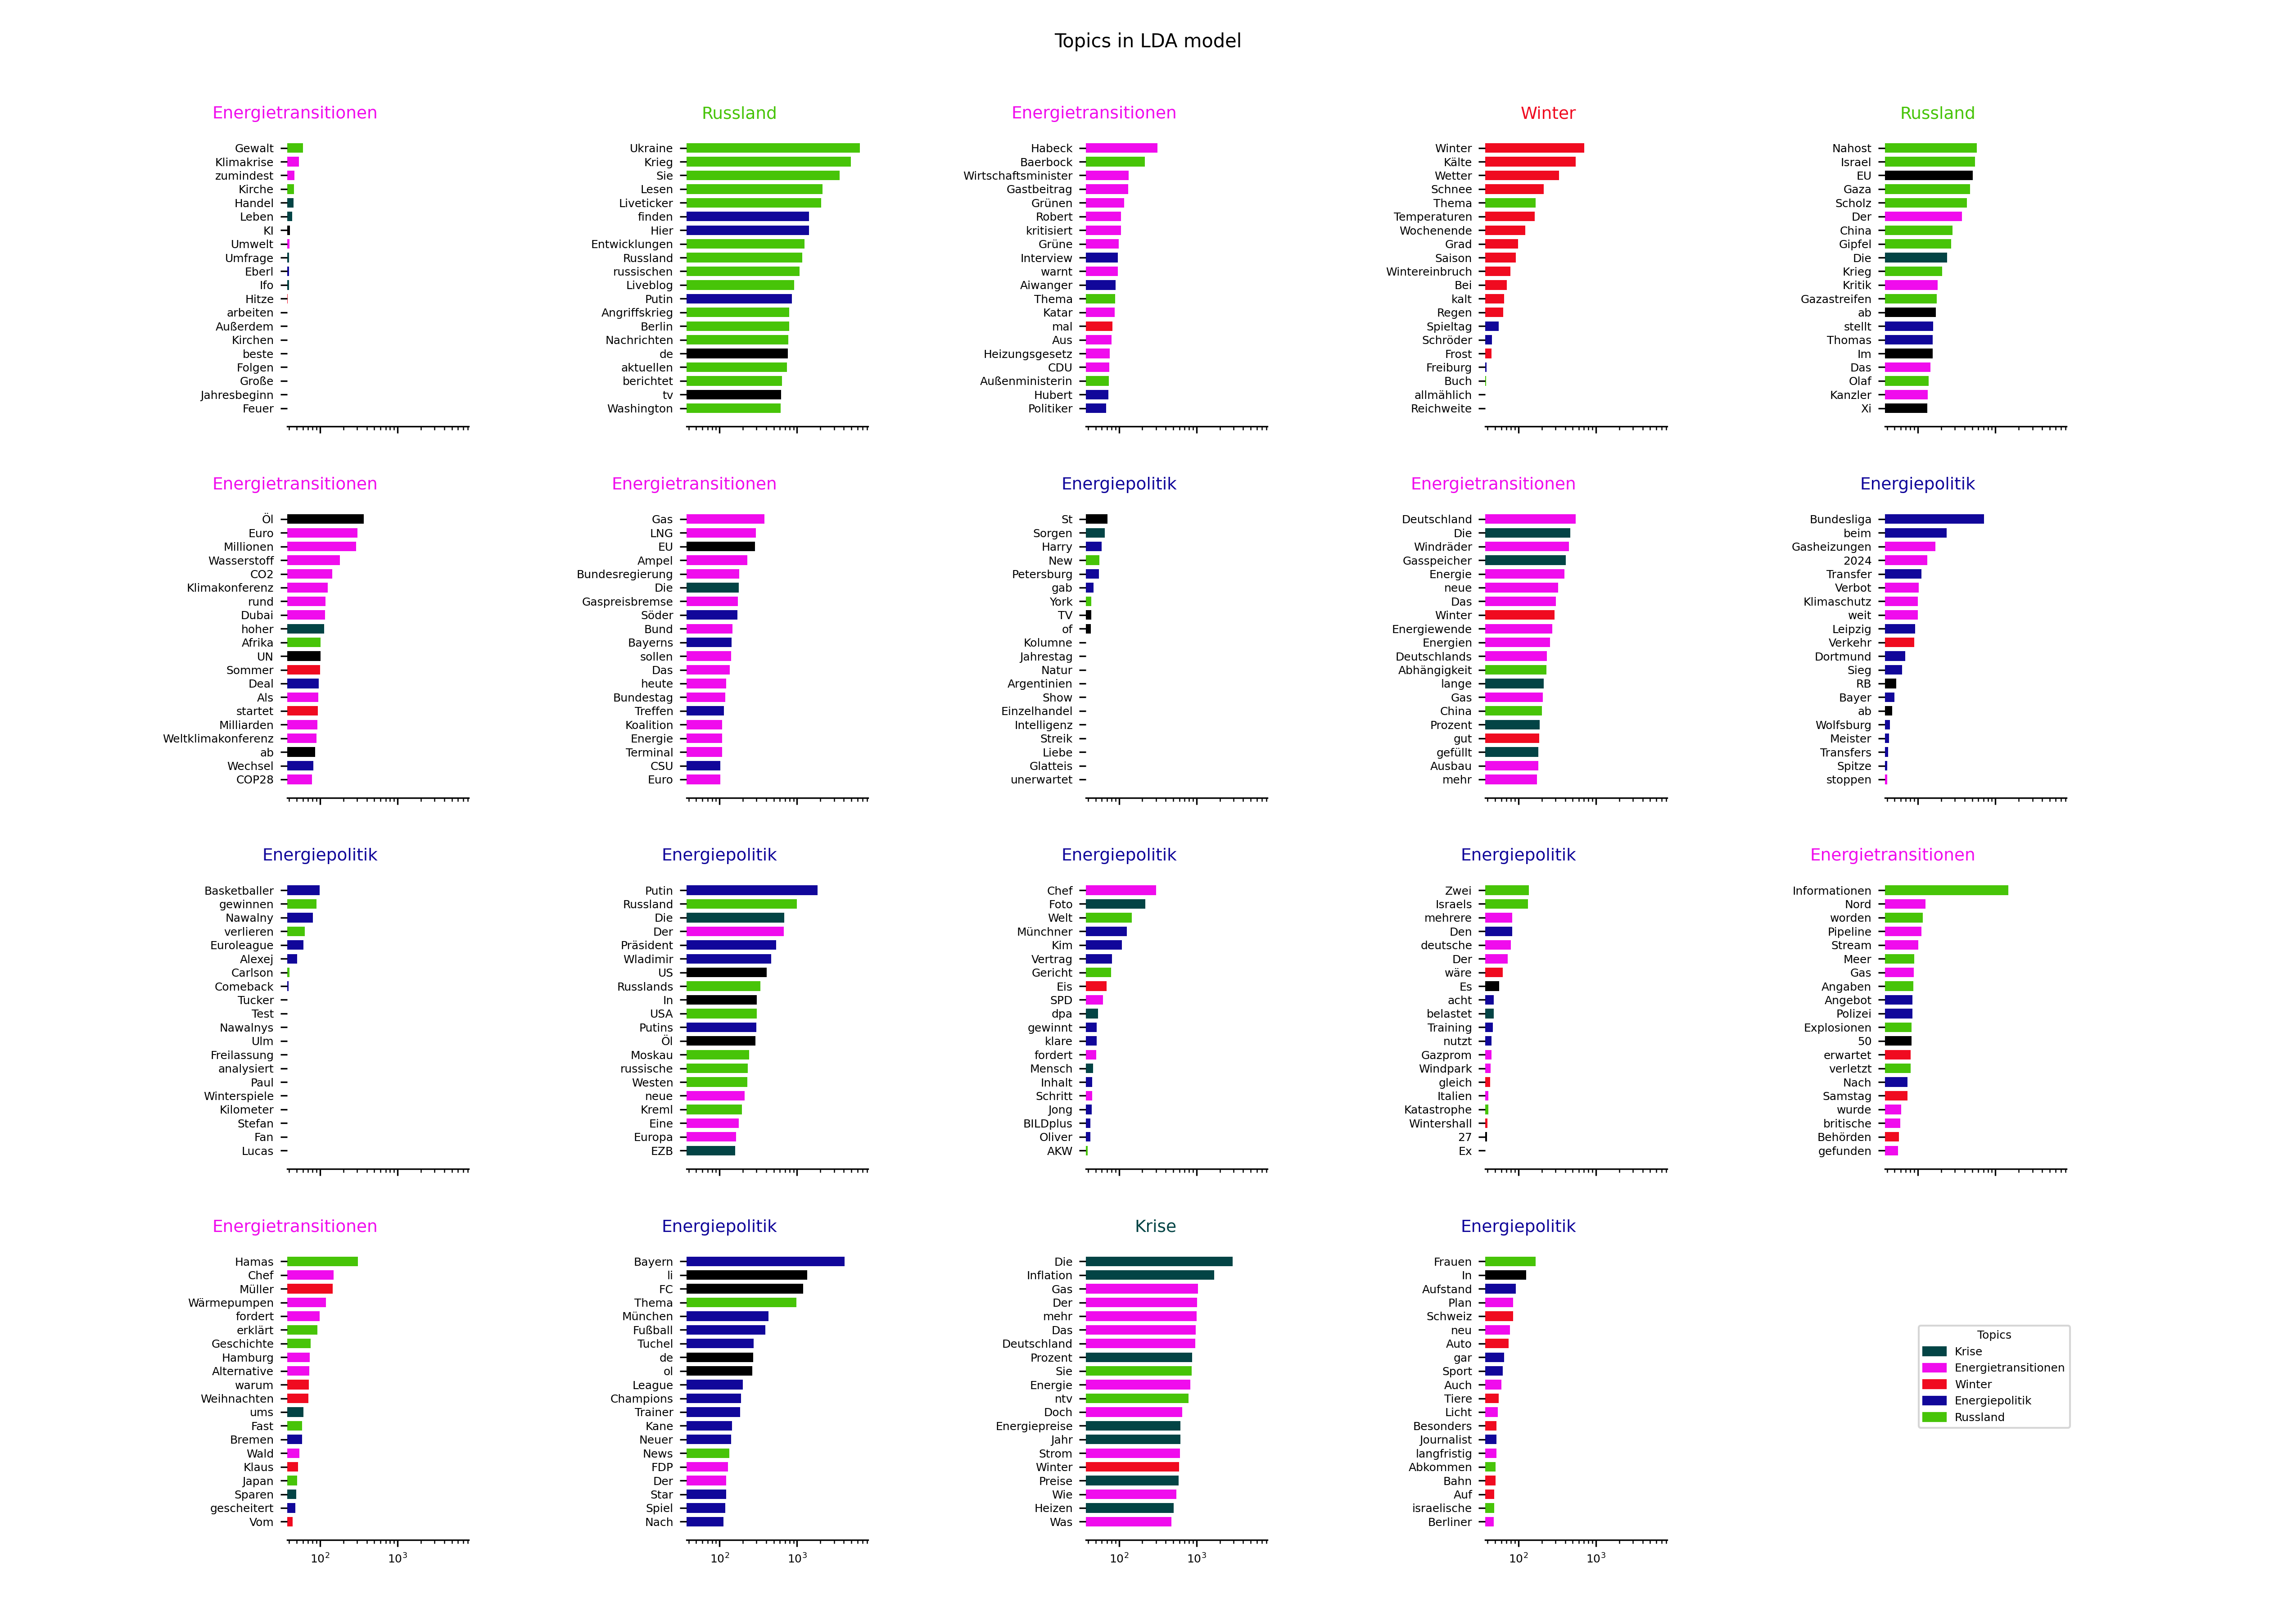 Topics in LDA model
Energietransitionen
Gewalt
Klimakrise
zumindest
Kirche
Handel
Leben
KI
Umwelt
Umfrage
Eberl
Ifo
Hitze
arbeiten
Außerdem
Kirchen
beste
Folgen
Große
Jahresbeginn
Feuer
Russland
Ukraine
Krieg
Sie
Lesen
Liveticker
finden
Hier
Entwicklungen
Russland
russischen
Liveblog
Putin
Angriffskrieg
Berlin
Nachrichten
de
aktuellen
berichtet
tv
Washington
Energietransitionen
Habeck
Baerbock
Wirtschaftsminister
Gastbeitrag
Grünen
Robert
kritisiert
Grüne
Interview
warnt
Aiwanger
Thema
Katar
mal
Aus
Heizungsgesetz
CDU
Außenministerin
Hubert
Politiker
Winter
Winter
Kälte
Wetter
Schnee
Thema
Temperaturen
Wochenende
Grad
Saison
Wintereinbruch
Bei
kalt
Regen
Spieltag
Schröder
Frost
Freiburg
Buch
allmählich
Reichweite
Russland
Nahost
Israel
EU
Gaza
Scholz
Der
China
Gipfel
Die
Krieg
Kritik
Gazastreifen
ab
stellt
Thomas
Im
Das
Olaf
Kanzler
Xi
Energietransitionen
Öl
Euro
Millionen
Wasserstoff
CO2
Klimakonferenz
rund
Dubai
hoher
Afrika
UN
Sommer
Deal
Als
startet
Milliarden
Weltklimakonferenz
ab
Wechsel
COP28
Energietransitionen
Gas
LNG
EU
Ampel
Bundesregierung
Die
Gaspreisbremse
Söder
Bund
Bayerns
sollen
Das
heute
Bundestag
Treffen
Koalition
Energie
Terminal
CSU
Euro
Energiepolitik
St
Sorgen
Harry
New
Petersburg
gab
York
TV
of
Kolumne
Jahrestag
Natur
Argentinien
Show
Einzelhandel
Intelligenz
Streik
Liebe
Glatteis
unerwartet
Energietransitionen
Deutschland
Die
Windräder
Gasspeicher
Energie
neue
Das
Winter
Energiewende
Energien
Deutschlands
Abhängigkeit
lange
Gas
China
Prozent
gut
gefüllt
Ausbau
mehr
Energiepolitik
Bundesliga
beim
Gasheizungen
2024
Transfer
Verbot
Klimaschutz
weit
Leipzig
Verkehr
Dortmund
Sieg
RB
Bayer
ab
Wolfsburg
Meister
Transfers
Spitze
stoppen
Energiepolitik
Basketballer
gewinnen
Nawalny
verlieren
Euroleague
Alexej
Carlson
Comeback
Tucker
Test
Nawalnys
Ulm
Freilassung
analysiert
Paul
Winterspiele
Kilometer
Stefan
Fan
Lucas
Energiepolitik
Putin
Russland
Die
Der
Präsident
Wladimir
US
Russlands
In
USA
Putins
Öl
Moskau
russische
Westen
neue
Kreml
Eine
Europa
EZB
Energiepolitik
Chef
Foto
Welt
Münchner
Kim
Vertrag
Gericht
Eis
SPD
dpa
gewinnt
klare
fordert
Mensch
Inhalt
Schritt
Jong
BILDplus
Oliver
AKW
Energiepolitik
Zwei
Israels
mehrere
Den
deutsche
Der
wäre
Es
acht
belastet
Training
nutzt
Gazprom
Windpark
gleich
Italien
Katastrophe
Wintershall
27
Ex
Energietransitionen
Informationen
Nord
worden
Pipeline
Stream
Meer
Gas
Angaben
Angebot
Polizei
Explosionen
50
erwartet
verletzt
Nach
Samstag
wurde
britische
Behörden
gefunden
Energietransitionen
Hamas
Chef
Müller
Wärmepumpen
fordert
erklärt
Geschichte
Hamburg
Alternative
warum
Weihnachten
ums
Fast
Bremen
Wald
Klaus
Japan
Sparen
gescheitert
Vom
10² 10³
Energiepolitik
Bayern
li
FC
Thema
München
Fußball
Tuchel
de
ol
League
Champions
Trainer
Kane
Neuer
News
FDP
Der
Star
Spiel
Nach
10² 10³
Krise
Die
Inflation
Gas
Der
mehr
Das
Deutschland
Prozent
Sie
Energie
ntv
Doch
Energiepreise
Jahr
Strom
Winter
Preise
Wie
Heizen
Was
10² 10³
Energiepolitik
Frauen
In
Aufstand
Plan
Schweiz
neu
Auto
gar
Sport
Auch
Tiere
Licht
Besonders
Journalist
langfristig
Abkommen
Bahn
Auf
israelische
Berliner
10² 10³
Topics
Krise
Energietransitionen
Winter
Energiepolitik
Russland